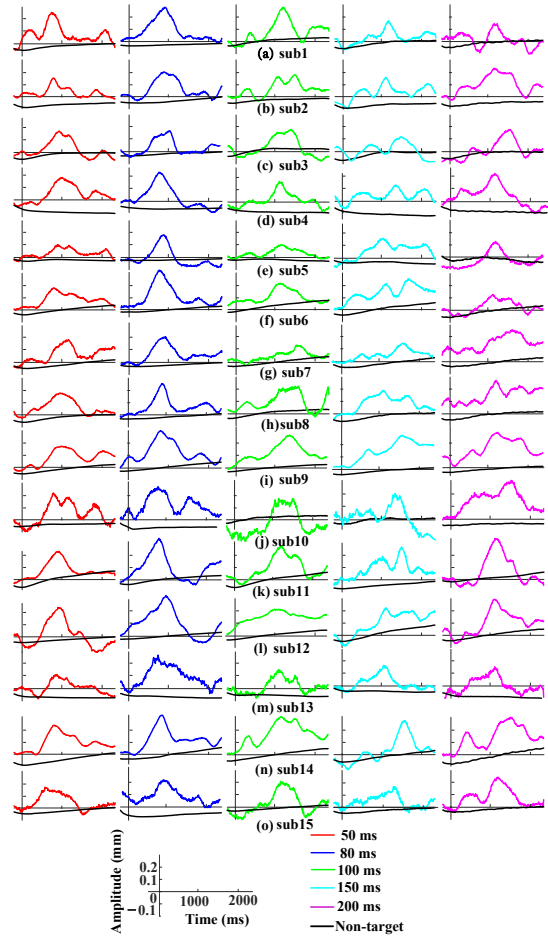 (a) sub1
(b) sub2
(c) sub3
(d) sub4
(e) sub5
(f) sub6
(g) sub7
(h) sub8
(i) sub9
(j) sub10
(k) sub11
(l) sub12
(m) sub13
(n) sub14
(o) sub15
Amplitude (mm)
0.2
0.1
0
−0.1
0 1000 2000
Time (ms)
50 ms
80 ms
100 ms
150 ms
200 ms
Non-target